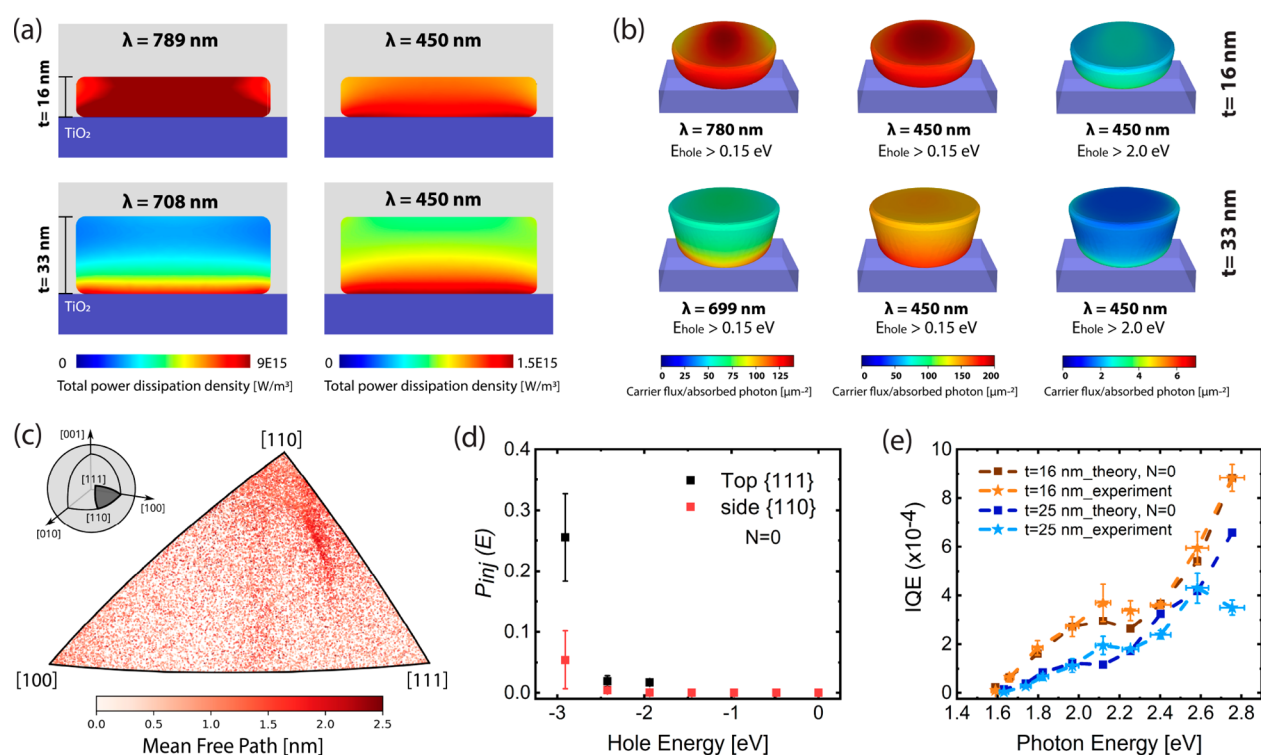 (a)
λ = 789 nm
λ = 450 nm
t= 16 nm
TiO₂
λ = 708 nm
λ = 450 nm
t= 33 nm
TiO₂
0 9E15
Total power dissipation density [W/m³]
0 1.5E15
Total power dissipation density [W/m³]
(b)
t= 16 nm
λ = 780 nm
Ehole > 0.15 eV
λ = 450 nm
Ehole > 0.15 eV
λ = 450 nm
Ehole > 2.0 eV
t= 33 nm
λ = 699 nm
Ehole > 0.15 eV
λ = 450 nm
Ehole > 0.15 eV
λ = 450 nm
Ehole > 2.0 eV
0 25 50 75 100 125
Carrier flux/absorbed photon [μm⁻²]
0 50 100 150 200
Carrier flux/absorbed photon [μm⁻²]
0 2 4 6
Carrier flux/absorbed photon [μm⁻²]
(c)
[001]
[111]
[110]
[100]
[010]
[110]
[100]
[111]
0.0 0.5 1.0 1.5 2.0 2.5
Mean Free Path [nm]
(d)
Pinj (E)
0.4
0.3
0.2
0.1
0.0
Top {111}
side {110}
N=0
-3 -2 -1 0
Hole Energy [eV]
(e)
IQE (x10-4)
10
8
6
4
2
0
t=16 nm_theory, N=0
t=16 nm_experiment
t=25 nm_theory, N=0
t=25 nm_experiment
1.4 1.6 1.8 2.0 2.2 2.4 2.6 2.8
Photon Energy [eV]